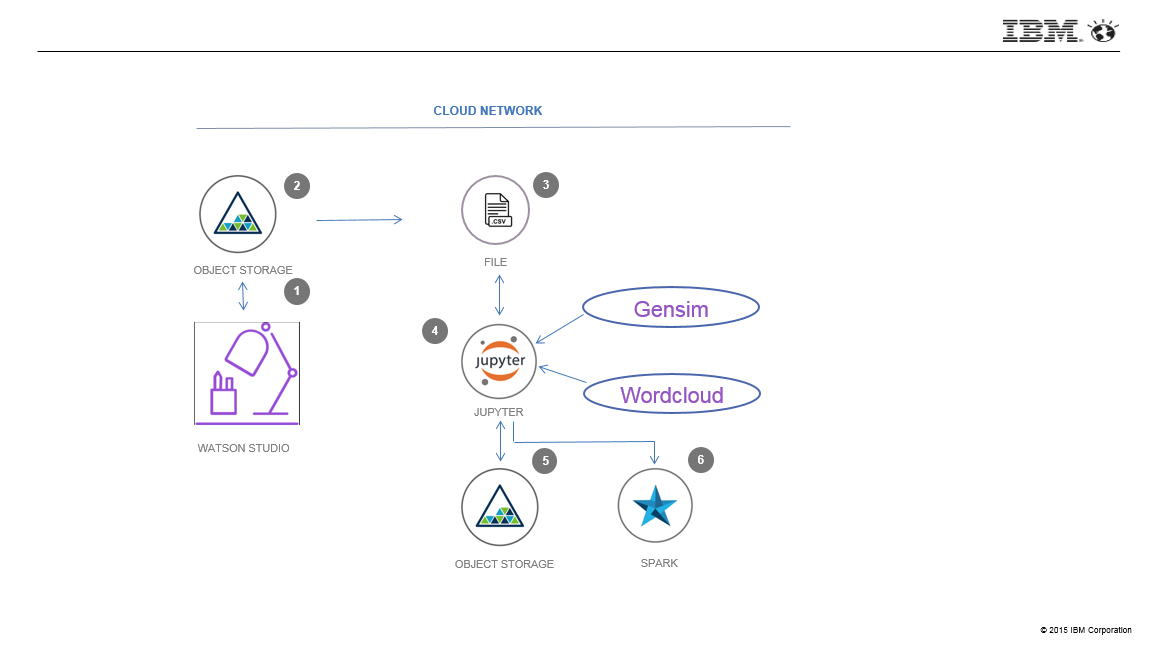 IBM
CLOUD NETWORK
2
3
.CSV
OBJECT STORAGE
FILE
1
Gensim
4
jupyter
Wordcloud
JUPYTER
WATSON STUDIO
5
6
OBJECT STORAGE
SPARK
© 2015 IBM Corporation